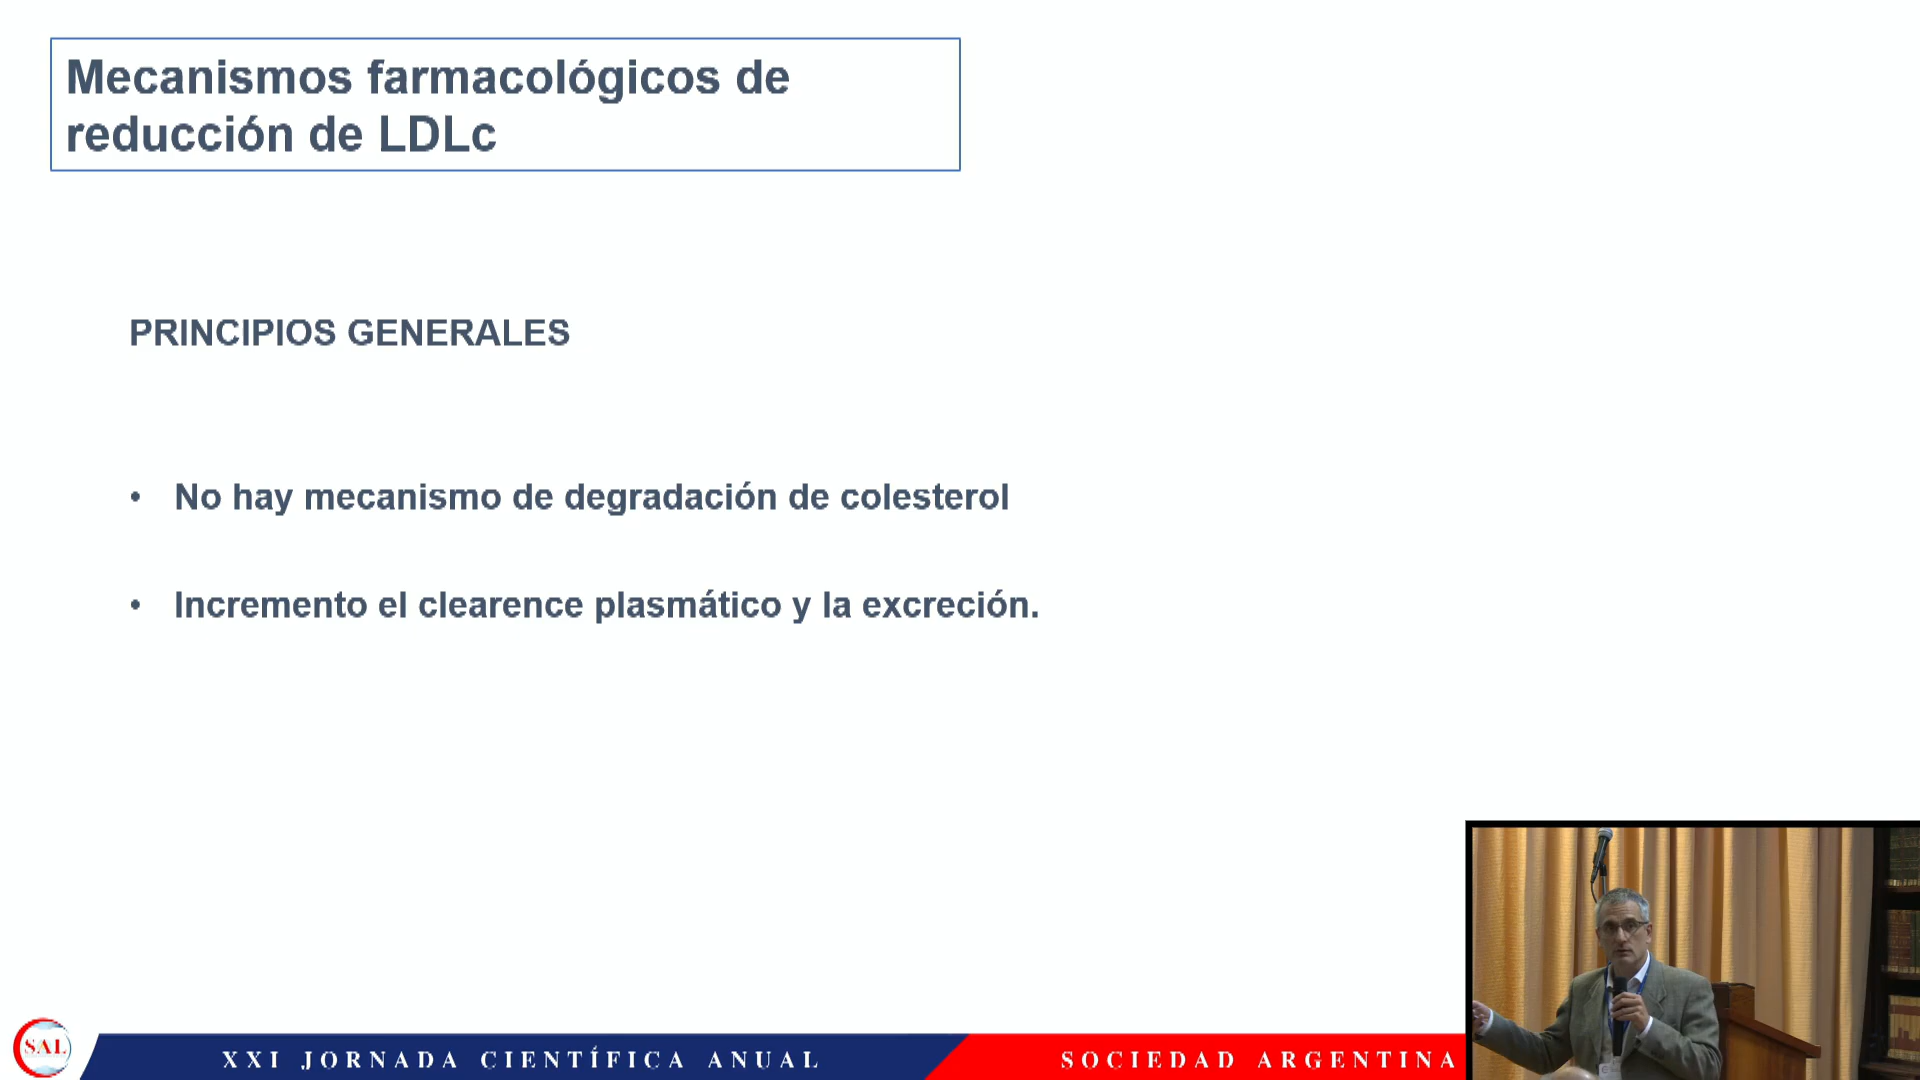 Mecanismos farmacológicos de
reducción de LDLc
PRINCIPIOS GENERALES
• No hay mecanismo de degradación de colesterol
• Incremento el clearence plasmático y la excreción.
SAL
XXI JORNADA CIENTÍFICA ANUAL
SOCIEDAD ARGENTINA